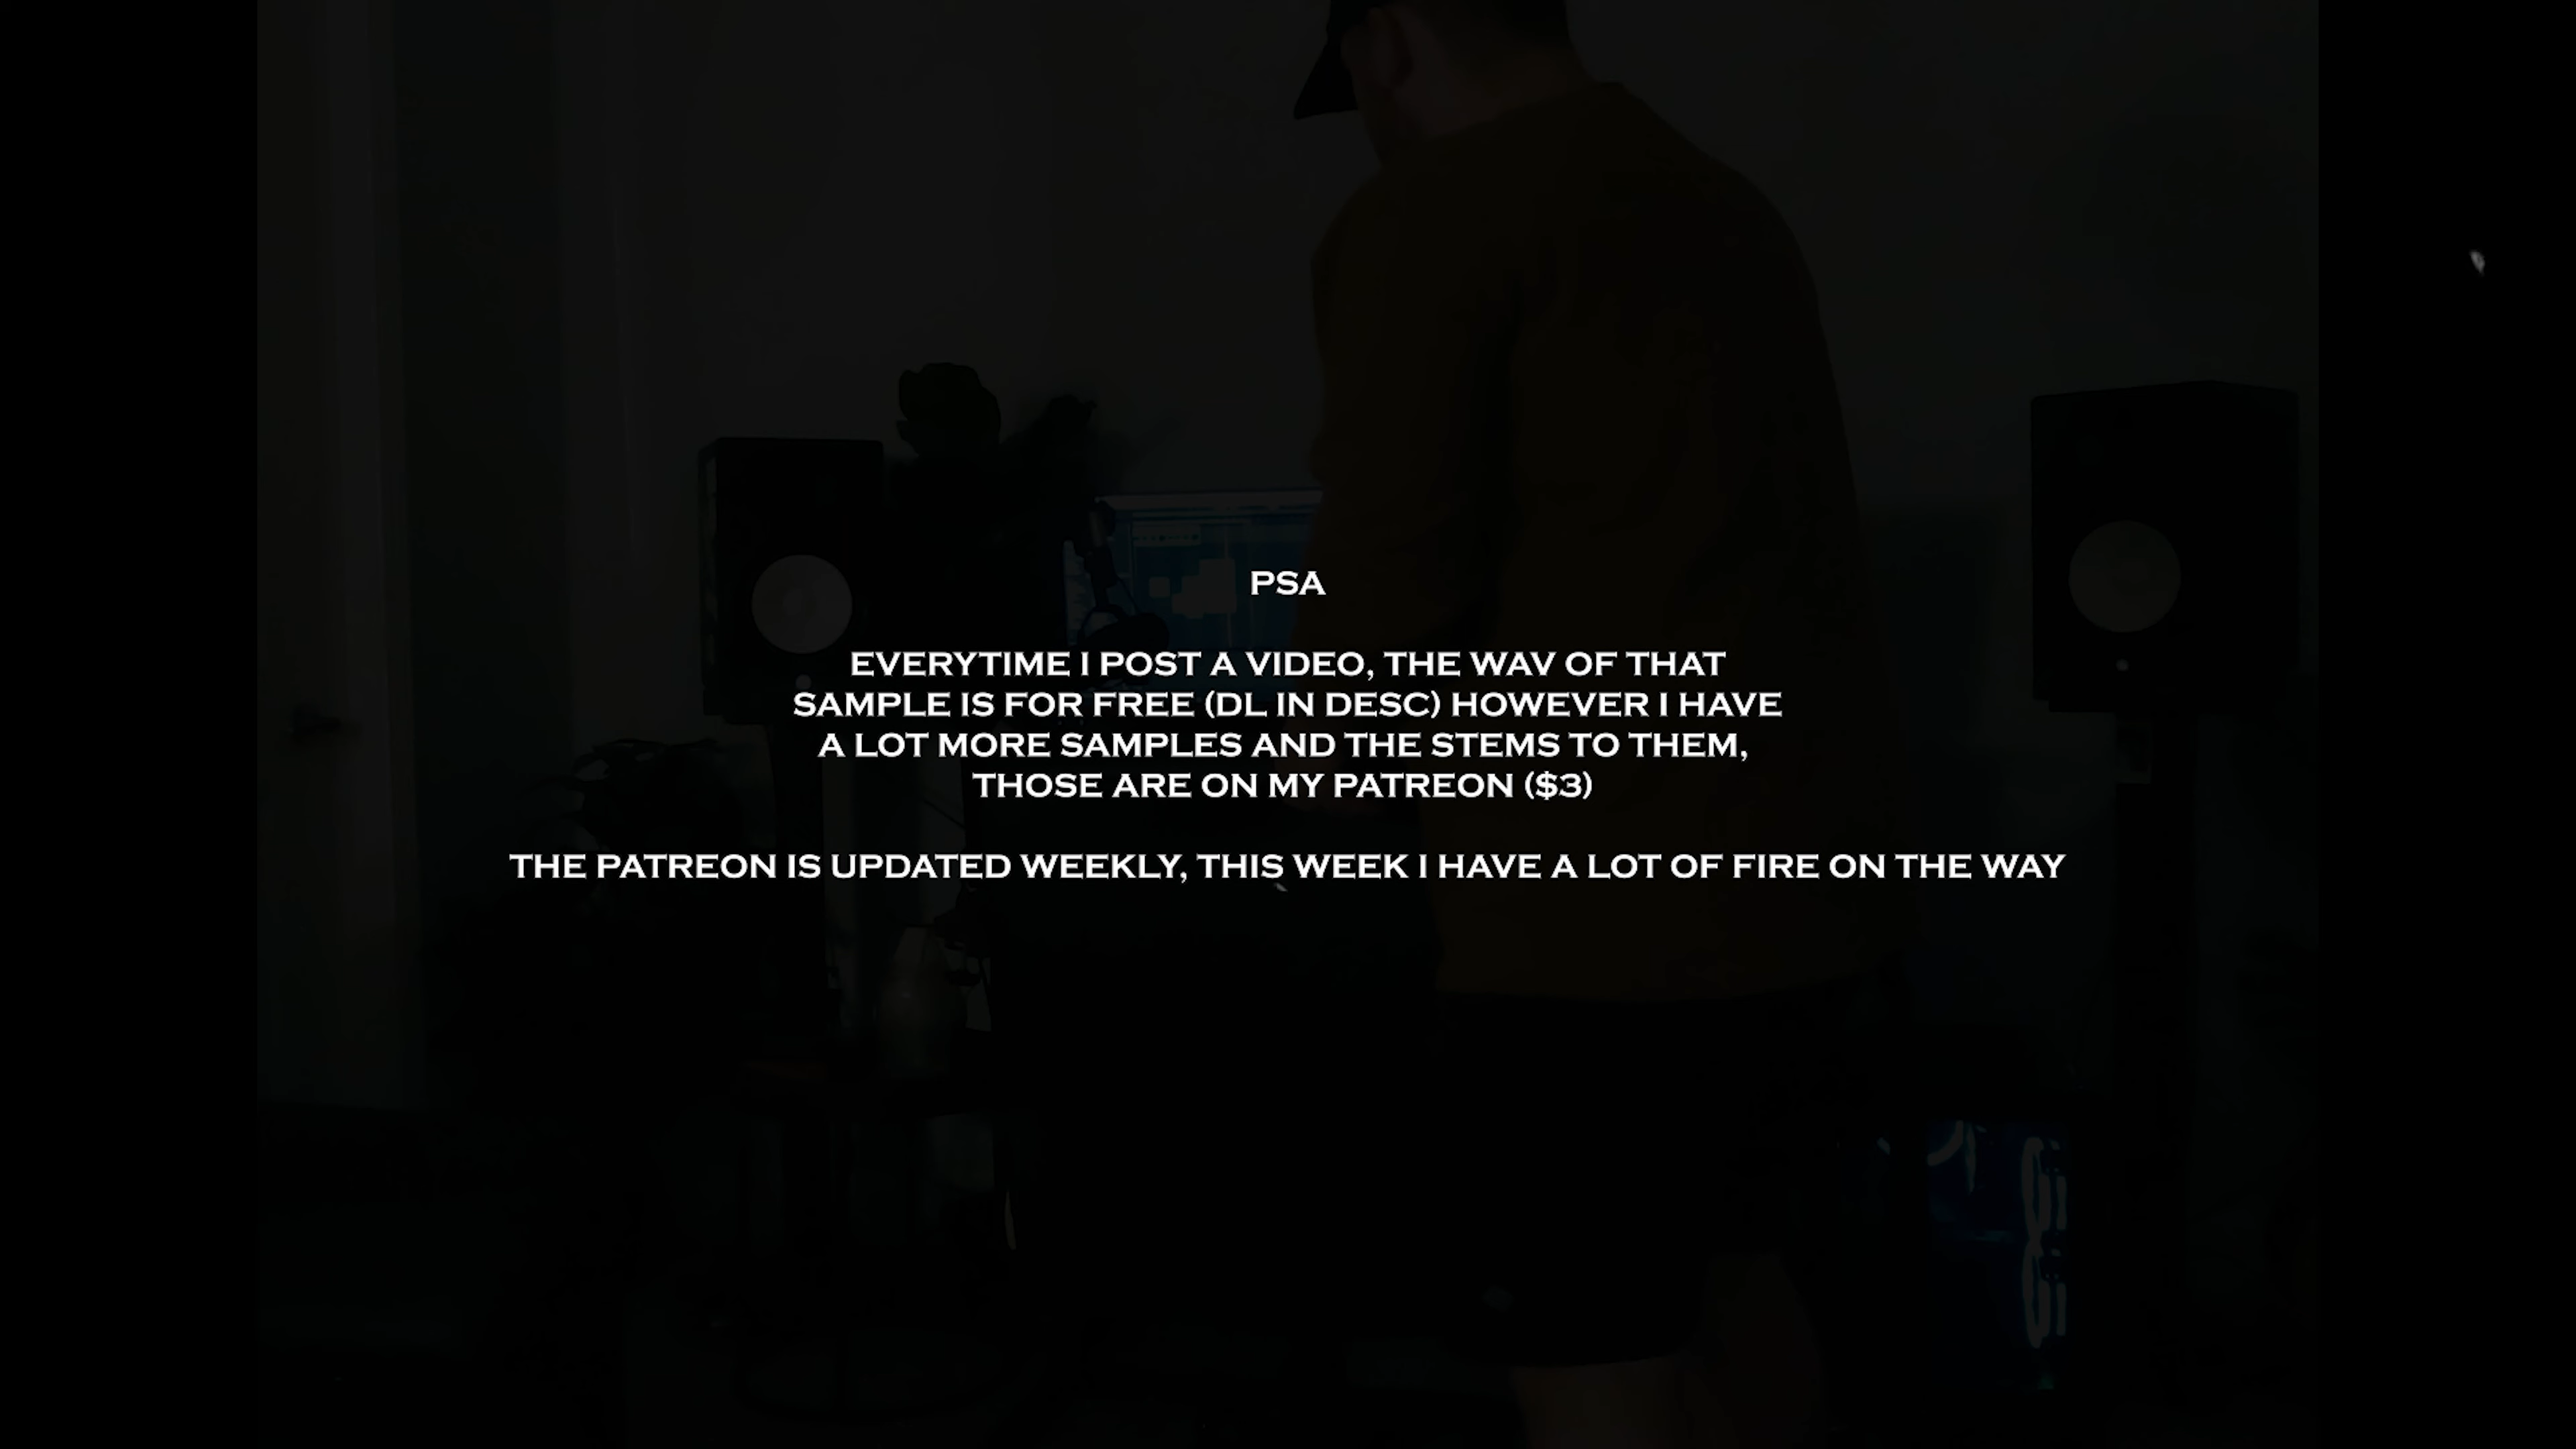 PSA
EVERYTIME I POST A VIDEO, THE WAV OF THAT
SAMPLE IS FOR FREE (DL IN DESC) HOWEVER I HAVE
A LOT MORE SAMPLES AND THE STEMS TO THEM,
THOSE ARE ON MY PATREON ($3)
THE PATREON IS UPDATED WEEKLY, THIS WEEK I HAVE A LOT OF FIRE ON THE WAY